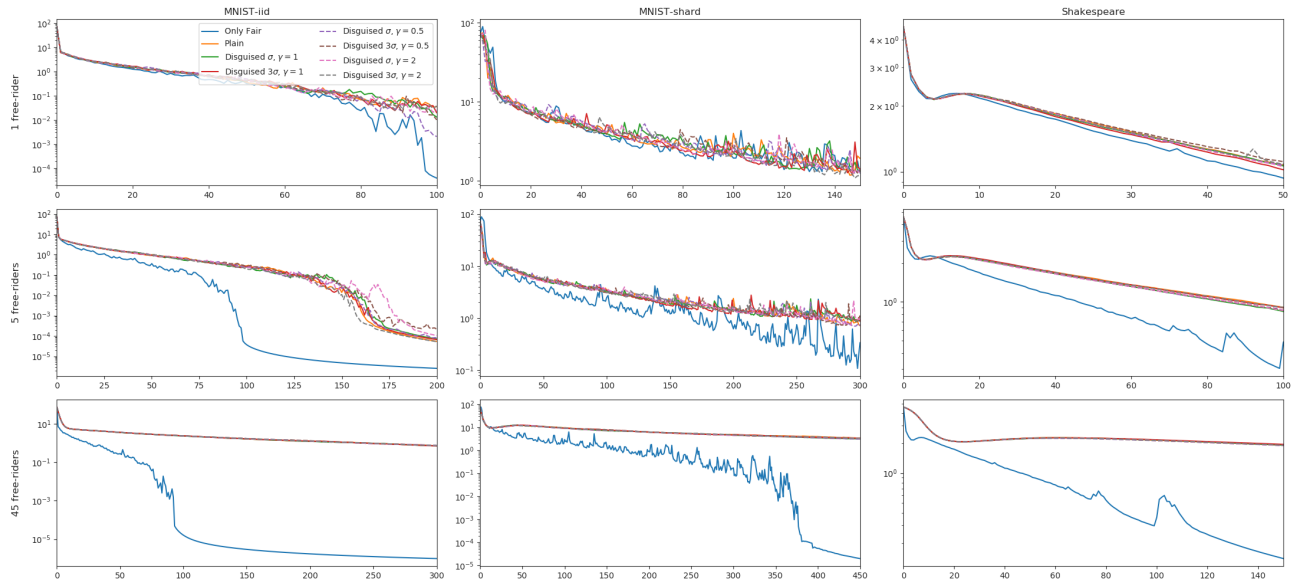 MNIST-iid MNIST-shard Shakespeare
1 free-rider
10² 10¹ 10⁰ 10⁻¹ 10⁻² 10⁻³ 10⁻⁴
Only Fair
Plain
Disguised σ, γ = 1
Disguised 3σ, γ = 1
Disguised σ, γ = 0.5
Disguised 3σ, γ = 0.5
Disguised σ, γ = 2
Disguised 3σ, γ = 2
0 20 40 60 80 100
10² 10¹ 10⁰
0 20 40 60 80 100 120 140
4 × 10⁰ 3 × 10⁰ 2 × 10⁰ 10⁰
0 10 20 30 40 50
5 free-riders
10² 10¹ 10⁰ 10⁻¹ 10⁻² 10⁻³ 10⁻⁴ 10⁻⁵
0 25 50 75 100 125 150 175 200
10² 10¹ 10⁰ 10⁻¹
0 50 100 150 200 250 300
10⁰
0 20 40 60 80 100
45 free-riders
10¹ 10⁻¹ 10⁻³ 10⁻⁵
0 50 100 150 200 250 300
10² 10¹ 10⁰ 10⁻¹ 10⁻² 10⁻³ 10⁻⁴ 10⁻⁵
0 50 100 150 200 250 300 350 400 450
10⁰
0 20 40 60 80 100 120 140